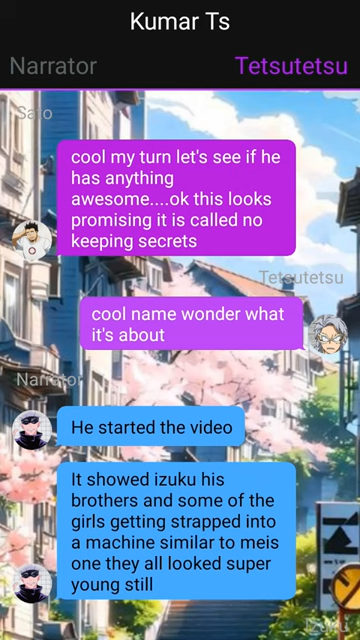 Kumar Ts
Narrator
Tetsutetsu
Sato
cool my turn let's see if he
has anything
awesome....ok this looks
promising it is called no
keeping secrets
Tetsutetsu
cool name wonder what
it's about
Narrator
He started the video
It showed izuku his
brothers and some of the
girls getting strapped into
a machine similar to meis
one they all looked super
young still
Izuku